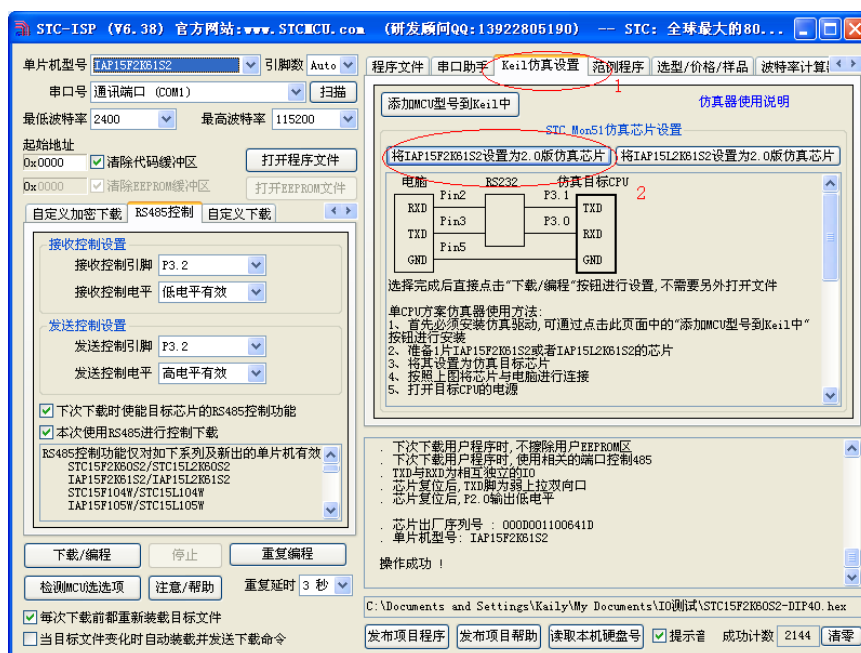 STC-ISP (V6.38) 官方网站:www.STCMCU.com (研发顾问QQ:13922805190) -- STC: 全球最大的80...
单片机型号 IAP15F2K61S2 引脚数 Auto
串口号 通讯端口 (COM1) 扫描
最低波特率 2400 最高波特率 115200
起始地址
0x0000 清除代码缓冲区 打开程序文件
0x0000 清除EEPROM缓冲区 打开EEPROM文件
自定义加密下载 RS485控制 自定义下载
接收控制设置
接收控制引脚 P3.2
接收控制电平 低电平有效
发送控制设置
发送控制引脚 P3.2
发送控制电平 高电平有效
下次下载时使能目标芯片的RS485控制功能
本次使用RS485进行控制下载
RS485控制功能仅对如下系列及新出的单片机有效
STC15F2K60S2/STC15L2K60S2
IAP15F2K61S2/IAP15L2K61S2
STC15F104W/STC15L104W
IAP15F105W/STC15L105W
下载/编程 停止 重复编程
检测MCU选选项 注意/帮助 重复延时 3 秒
每次下载前都重新装载目标文件
当目标文件变化时自动装载并发送下载命令
程序文件 串口助手 Keil仿真设置 范例程序 选型/价格/样品 波特率计算
1
添加MCU型号到Keil中 仿真器使用说明
STC Mon51仿真芯片设置
将IAP15F2K61S2设置为2.0版仿真芯片 将IAP15L2K61S2设置为2.0版仿真芯片
2
电脑 RS232 仿真目标CPU
RXD Pin2 P3.1 TXD
TXD Pin3 P3.0 RXD
GND Pin5 GND
选择完成后直接点击"下载/编程"按钮进行设置,不需要另外打开文件
单CPU方案仿真器使用方法:
1、首先必须安装仿真驱动,可通过点击此页面中的"添加MCU型号到Keil中"
按钮进行安装
2、准备1片IAP15F2K61S2或者IAP15L2K61S2的芯片
3、将其设置为仿真目标芯片
4、按照上图将芯片与电脑进行连接
5、打开目标CPU的电源
. 下次下载用户程序时,不擦除用户EEPROM区
. 下次下载用户程序时,使用相关的端口控制485
. TXD与RXD为相互独立的IO
. 芯片复位后,TXD脚为弱上拉双向口
. 芯片复位后,P2.0输出低电平
. 芯片出厂序列号 : 000D001100641D
. 单片机型号: IAP15F2K61S2
操作成功 !
C:\Documents and Settings\Kaily\My Documents\IO测试\STC15F2K60S2-DIP40.hex
发布项目程序 发布项目帮助 读取本机硬盘号 提示音 成功计数 2144 清零